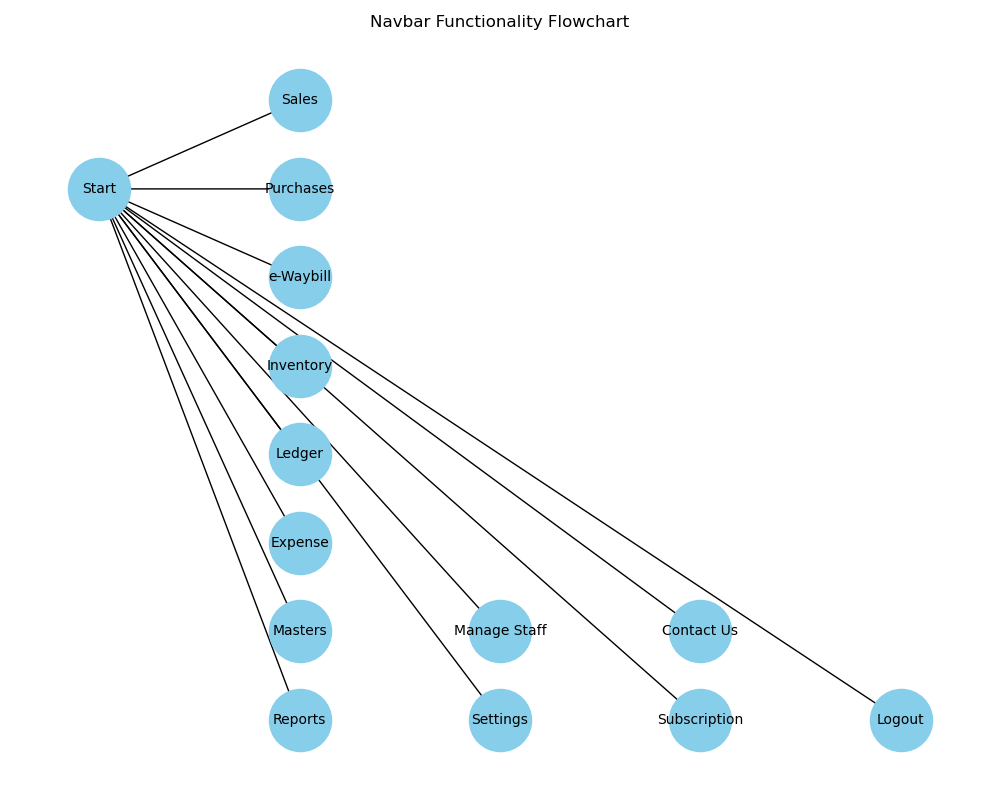 Navbar Functionality Flowchart
Sales
Start
Purchases
e-Waybill
Inventory
Ledger
Expense
Masters
Manage Staff
Contact Us
Reports
Settings
Subscription
Logout